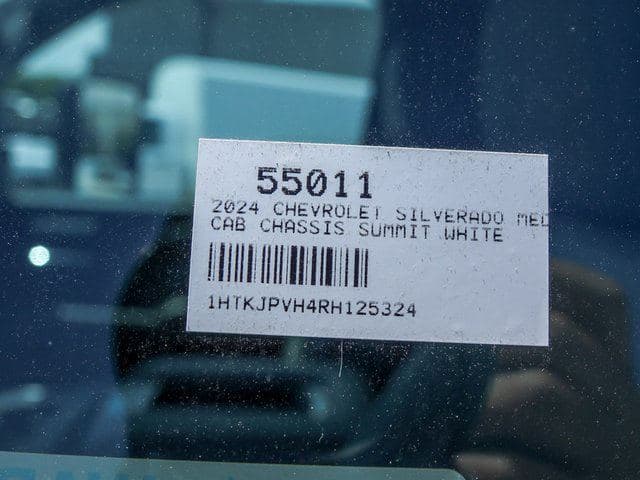 55011
2024 CHEVROLET SILVERADO MED
CAB CHASSIS SUMMIT WHITE
1HTKJPVH4RH125324